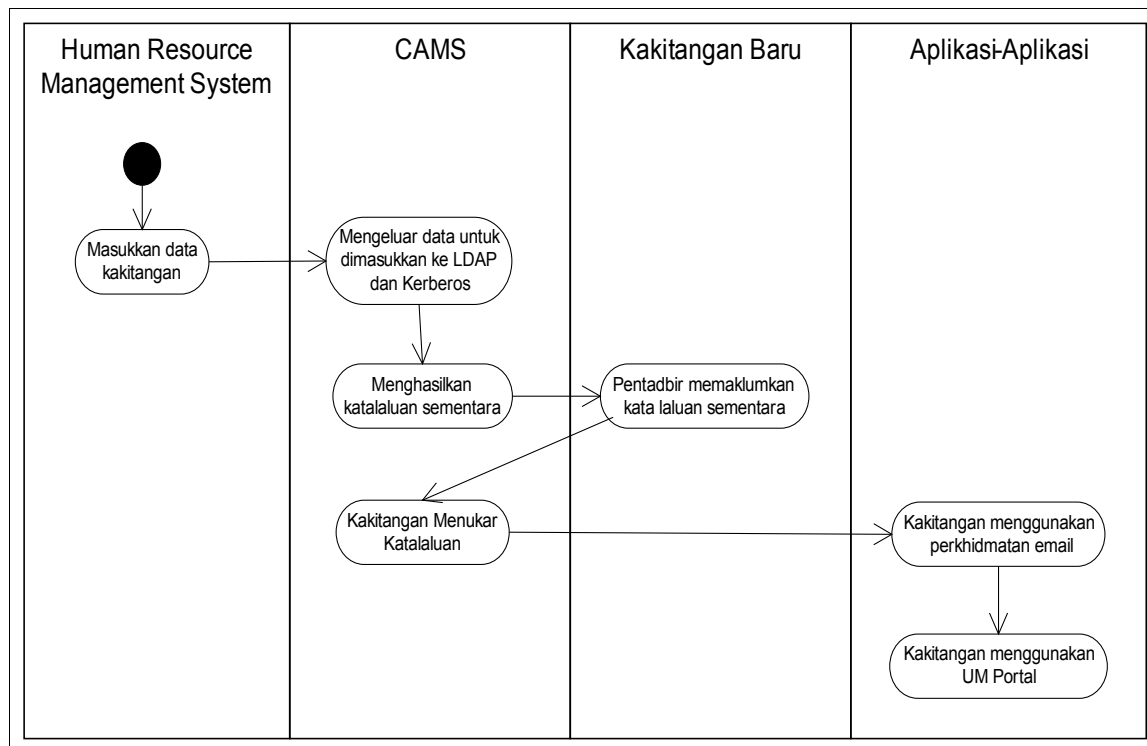 Human Resource
Management System
CAMS
Kakitangan Baru
Aplikasi-Aplikasi
Masukkan data
kakitangan
Mengeluar data untuk
dimasukkan ke LDAP
dan Kerberos
Menghasilkan
katalaluan sementara
Pentadbir memaklumkan
kata laluan sementara
Kakitangan Menukar
Katalaluan
Kakitangan menggunakan
perkhidmatan email
Kakitangan menggunakan
UM Portal